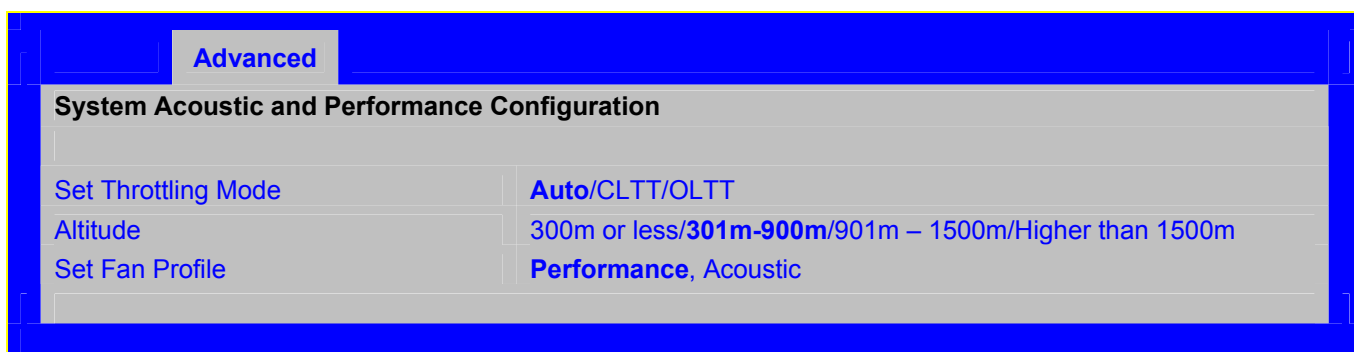 Advanced
System Acoustic and Performance Configuration
Set Throttling Mode Auto/CLTT/OLTT
Altitude 300m or less/301m-900m/901m – 1500m/Higher than 1500m
Set Fan Profile Performance, Acoustic